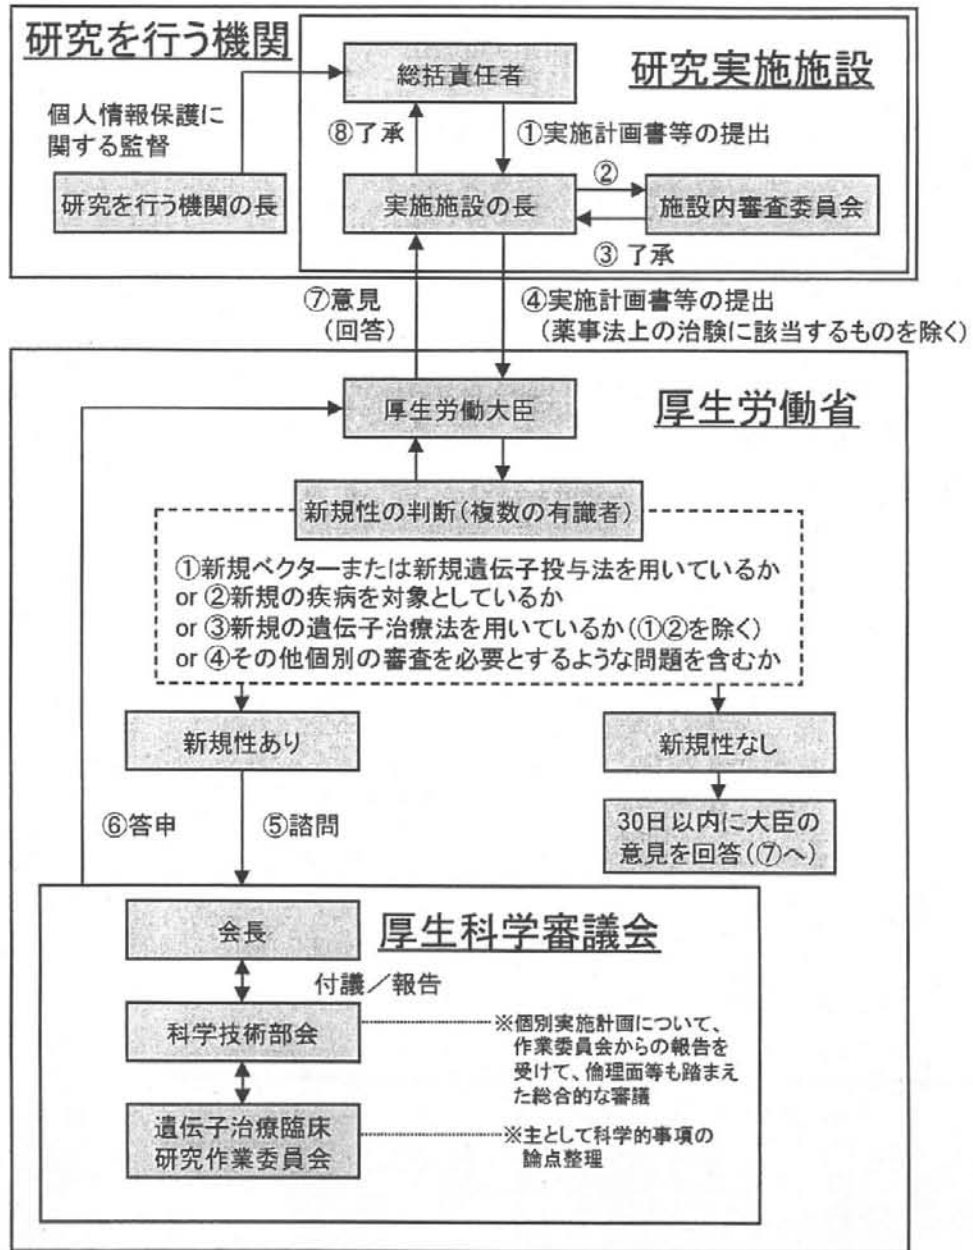 研究を行う機関
研究実施施設
総括責任者
個人情報保護に
関する監督
⑧了承
①実施計画書等の提出
②
研究を行う機関の長
実施施設の長
施設内審査委員会
③了承
⑦意見
(回答)
④実施計画書等の提出
(薬事法上の治験に該当するものを除く)
厚生労働大臣
厚生労働省
新規性の判断(複数の有識者)
①新規ベクターまたは新規遺伝子投与法を用いているか
or ②新規の疾病を対象としているか
or ③新規の遺伝子治療法を用いているか(①②を除く)
or ④その他個別の審査を必要とするような問題を含むか
新規性あり
新規性なし
⑥答申
⑤諮問
30日以内に大臣の
意見を回答(⑦へ)
会長
厚生科学審議会
付議/報告
科学技術部会
※個別実施計画について、
作業委員会からの報告を
受けて、倫理面等も踏まえ
た総合的な審議
遺伝子治療臨床
研究作業委員会
※主として科学的事項の
論点整理